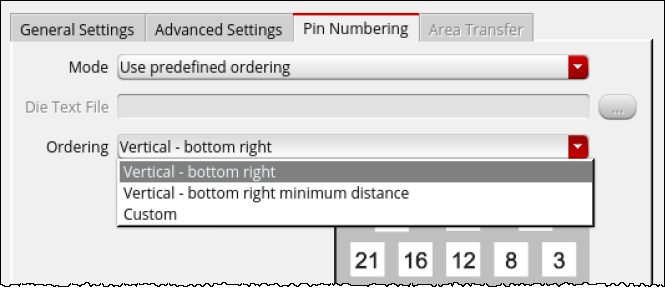 General Settings Advanced Settings Pin Numbering Area Transfer
Mode Use predefined ordering
Die Text File ...
Ordering Vertical - bottom right
Vertical - bottom right
Vertical - bottom right minimum distance
Custom
21 16 12 8 3